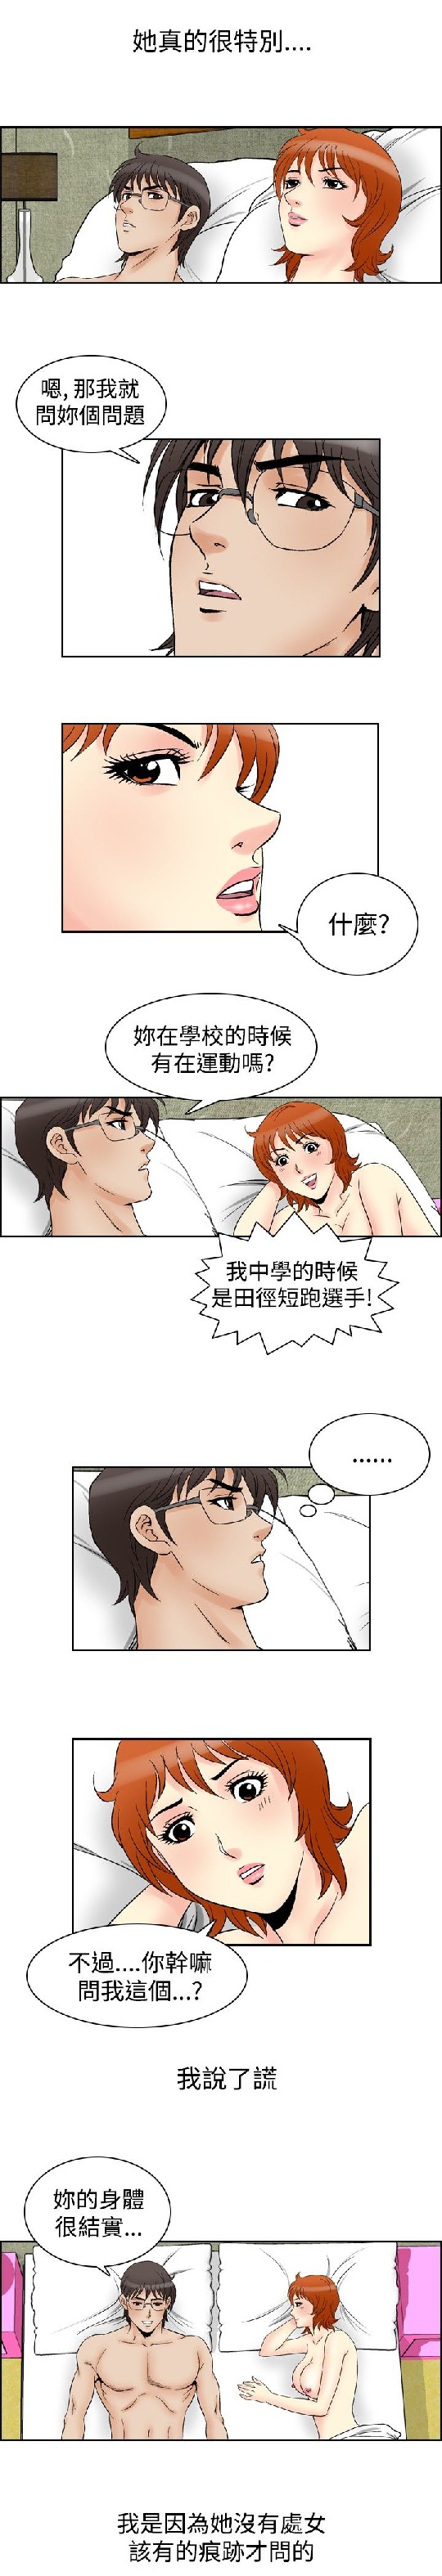 她真的很特別....
嗯,那我就
問妳個問題
什麼?
妳在學校的時候
有在運動嗎?
我中學的時候
是田徑短跑選手!
......
不過....你幹嘛
問我這個...?
我說了謊
妳的身體
很結實...
我是因為她沒有處女
該有的痕跡才問的